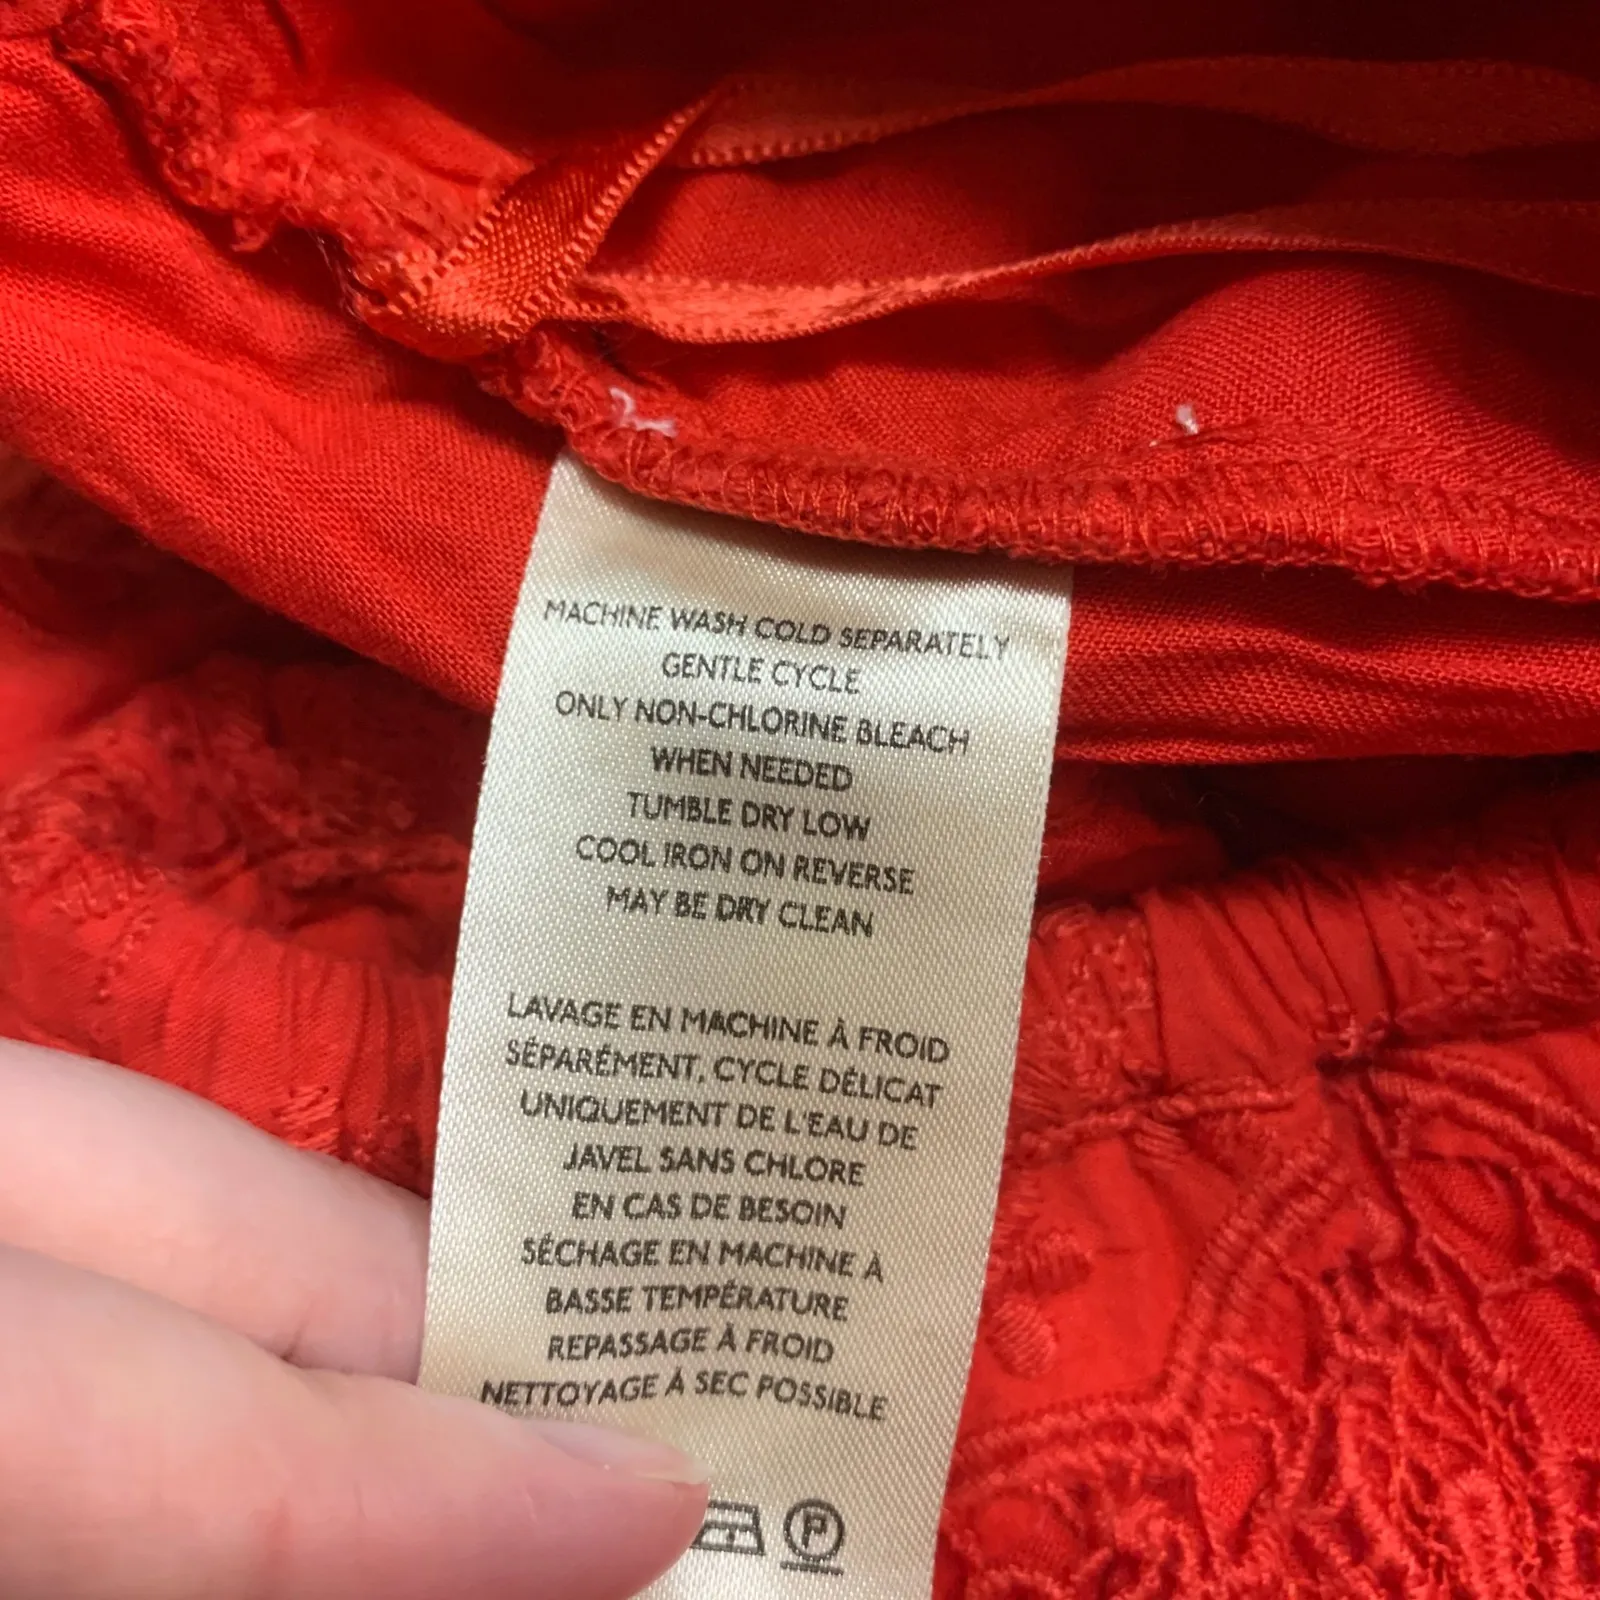 MACHINE WASH COLD SEPARATELY
GENTLE CYCLE
ONLY NON-CHLORINE BLEACH
WHEN NEEDED
TUMBLE DRY LOW
COOL IRON ON REVERSE
MAY BE DRY CLEAN
LAVAGE EN MACHINE À FROID
SÉPARÉMENT, CYCLE DÉLICAT
UNIQUEMENT DE L'EAU DE
JAVEL SANS CHLORE
EN CAS DE BESOIN
SÉCHAGE EN MACHINE À
BASSE TEMPÉRATURE
REPASSAGE À FROID
NETTOYAGE À SEC POSSIBLE
P